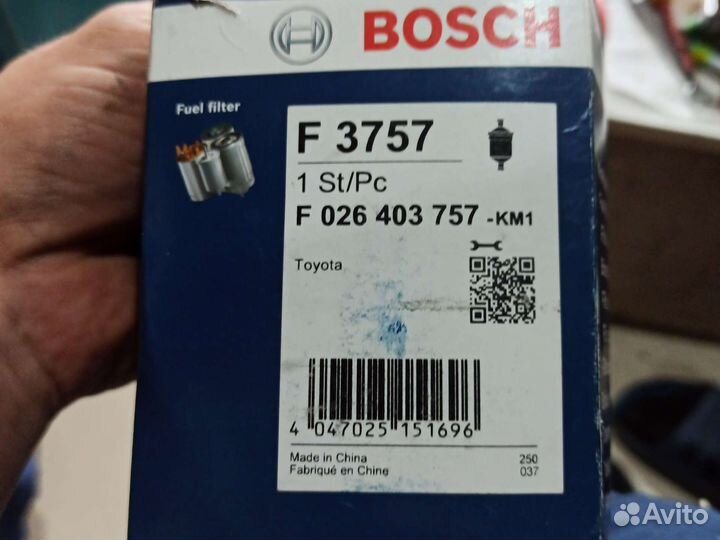 BOSCH
Fuel filter
F 3757
1 St/Pc
F 026 403 757 -KM1
Toyota
4 047025 151696
Made in China
Fabriqué en Chine
250
037
Avito